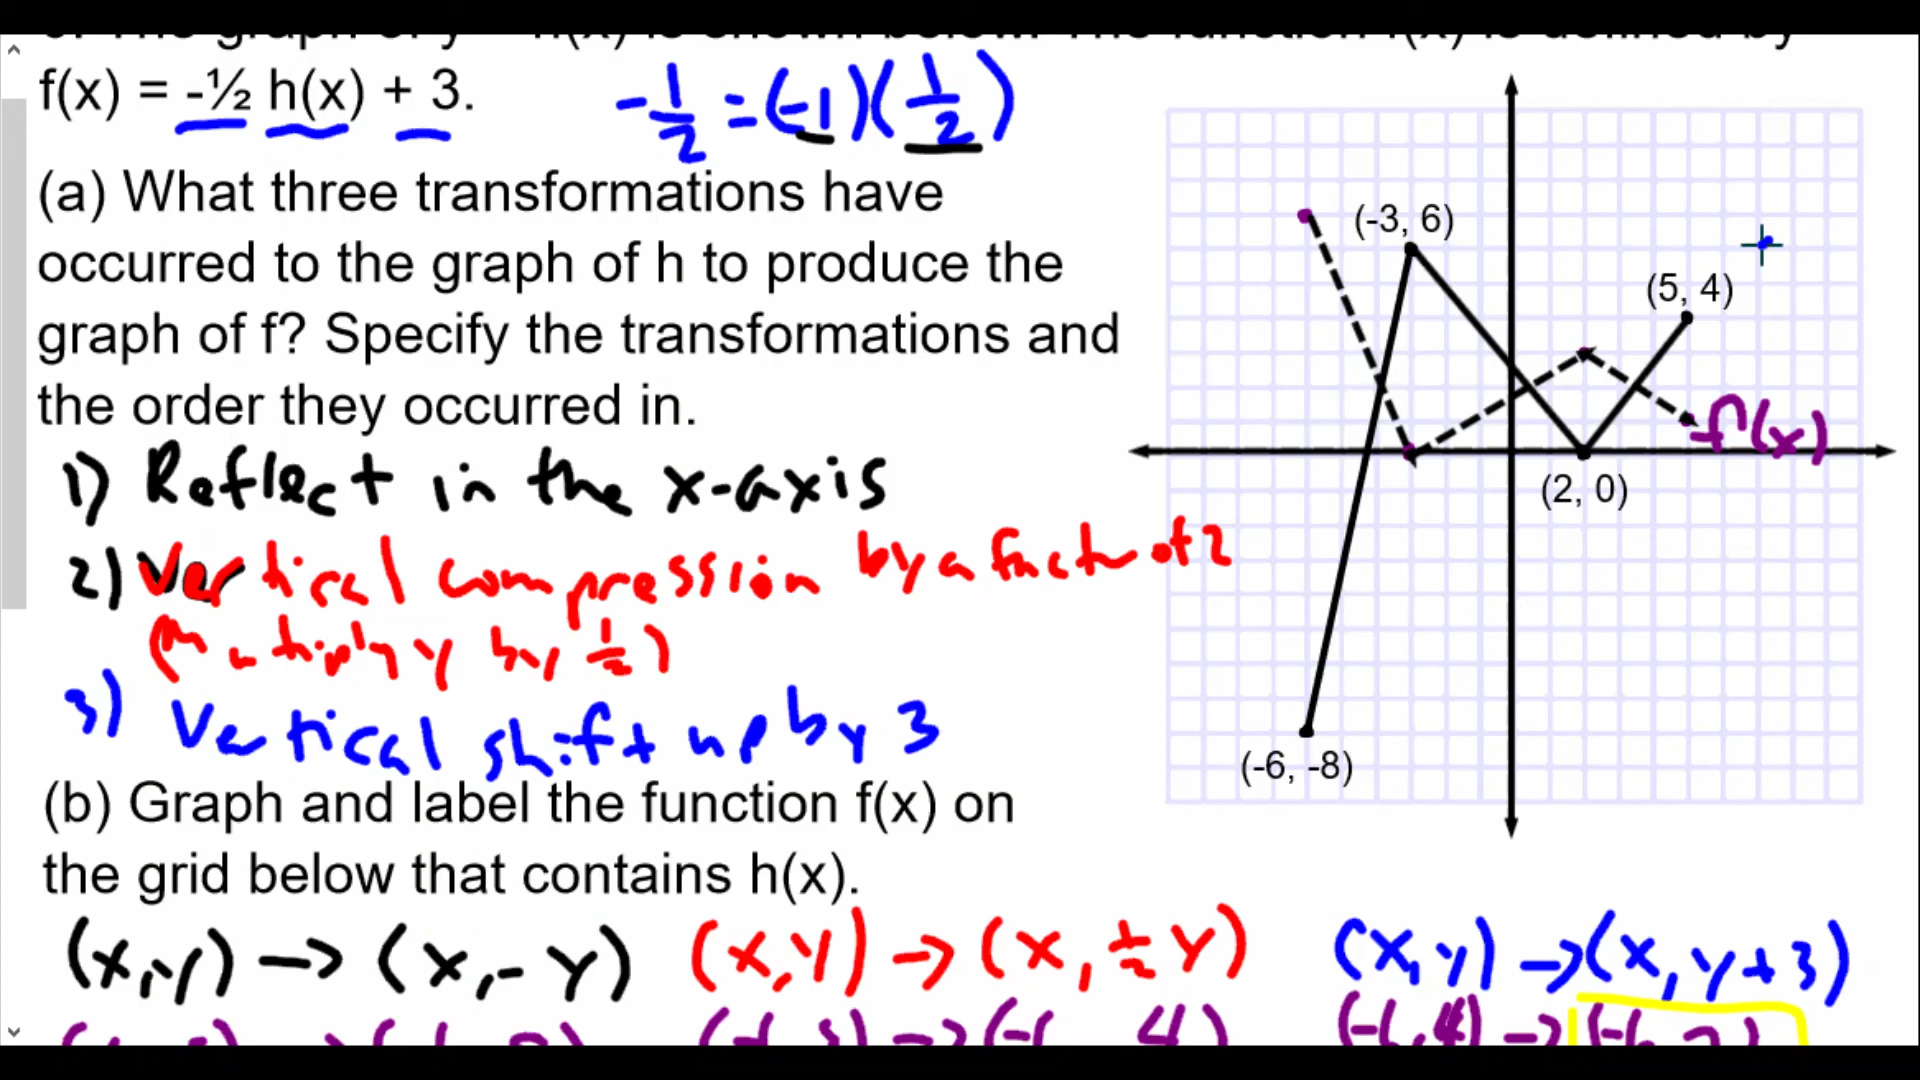 f(x) = -½ h(x) + 3.
-1/2 = (-1)(1/2)
(a) What three transformations have
occurred to the graph of h to produce the
graph of f? Specify the transformations and
the order they occurred in.
1) Reflect in the x-axis
2) Vertical compression by a factor of 2
(Multiply y by 1/2)
3) Vertical shift up by 3
(b) Graph and label the function f(x) on
the grid below that contains h(x).
(x,y) -> (x,-y) (x,y) -> (x, 1/2 y) (x,y) -> (x, y+3)
(-3, 6)
(5, 4)
f(x)
(2, 0)
(-6, -8)